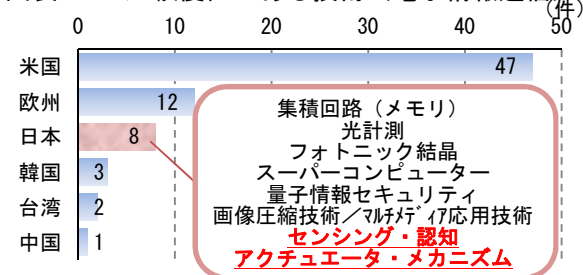 (件)
0 10 20 30 40 50
米国 47
欧州 12
日本 8
韓国 3
台湾 2
中国 1
集積回路（メモリ）
光計測
フォトニック結晶
スーパーコンピューター
量子情報セキュリティ
画像圧縮技術／ﾏﾙﾁﾒﾃﾞｨｱ応用技術
センシング・認知
アクチュエータ・メカニズム